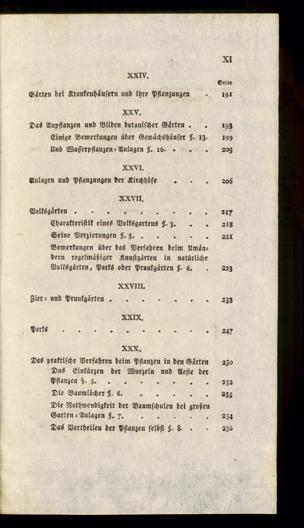 XI
XXIV.
Seite
Gärten bei Krankenhäusern und ihre Pflanzungen . 191
XXV.
Das Anpflanzen und Bilden botanischer Gärten . . 193
Einige Bemerkungen über Gewächshäuser §. 13. 199
Und Wasserpflanzen-Anlagen §. 16. . . . 203
XXVI.
Anlagen und Pflanzungen der Kirchhöfe . . . 206
XXVII.
Volksgärten . . . . . . . . 217
Charakteristik eines Volksgartens §. 3. . . . 218
Seine Verzierungen §. 5. . . . . . 221
Bemerkungen über das Verfahren beim Umän-
dern regelmäßiger Kunstgärten in natürliche
Volksgärten, Parks oder Prunkgärten §. 6. . 223
XXVIII.
Zier- und Prunkgärten . . . . . . 233
XXIX.
Parks . . . . . . . . . 247
XXX.
Das praktische Verfahren beim Pflanzen in den Gärten 250
Das Einkürzen der Wurzeln und Aeste der
Pflanzen §. 5. . . . . . . . 252
Die Baumlöcher §. 6. . . . . . 253
Die Nothwendigkeit der Baumschulen bei großen
Garten-Anlagen §. 7. . . . . . 254
Das Vertheilen der Pflanzen selbst §. 8. . . 256